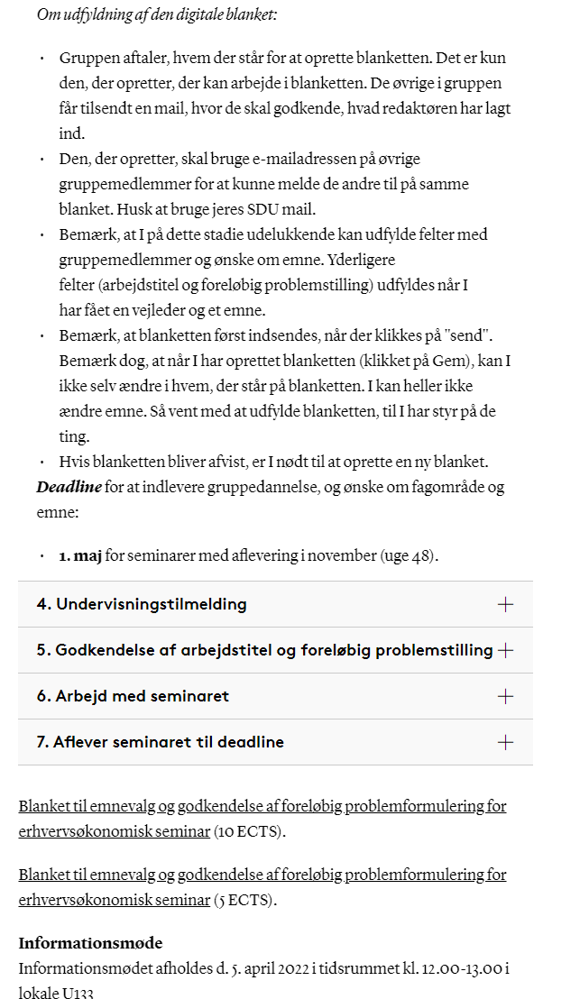 Om udfyldning af den digitale blanket:
· Gruppen aftaler, hvem der står for at oprette blanketten. Det er kun
den, der opretter, der kan arbejde i blanketten. De øvrige i gruppen
får tilsendt en mail, hvor de skal godkende, hvad redaktøren har lagt
ind.
· Den, der opretter, skal bruge e-mailadressen på øvrige
gruppemedlemmer for at kunne melde de andre til på samme
blanket. Husk at bruge jeres SDU mail.
· Bemærk, at I på dette stadie udelukkende kan udfylde felter med
gruppemedlemmer og ønske om emne. Yderligere
felter (arbejdstitel og foreløbig problemstilling) udfyldes når I
har fået en vejleder og et emne.
· Bemærk, at blanketten først indsendes, når der klikkes på "send".
Bemærk dog, at når I har oprettet blanketten (klikket på Gem), kan I
ikke selv ændre i hvem, der står på blanketten. I kan heller ikke
ændre emne. Så vent med at udfylde blanketten, til I har styr på de
ting.
· Hvis blanketten bliver afvist, er I nødt til at oprette en ny blanket.
Deadline for at indlevere gruppedannelse, og ønske om fagområde og
emne:
· 1. maj for seminarer med aflevering i november (uge 48).
4. Undervisningstilmelding
5. Godkendelse af arbejdstitel og foreløbig problemstilling
6. Arbejd med seminaret
7. Aflever seminaret til deadline
Blanket til emnevalg og godkendelse af foreløbig problemformulering for
erhvervsøkonomisk seminar (10 ECTS).
Blanket til emnevalg og godkendelse af foreløbig problemformulering for
erhvervsøkonomisk seminar (5 ECTS).
Informationsmøde
Informationsmødet afholdes d. 5. april 2022 i tidsrummet kl. 12.00-13.00 i
lokale U133